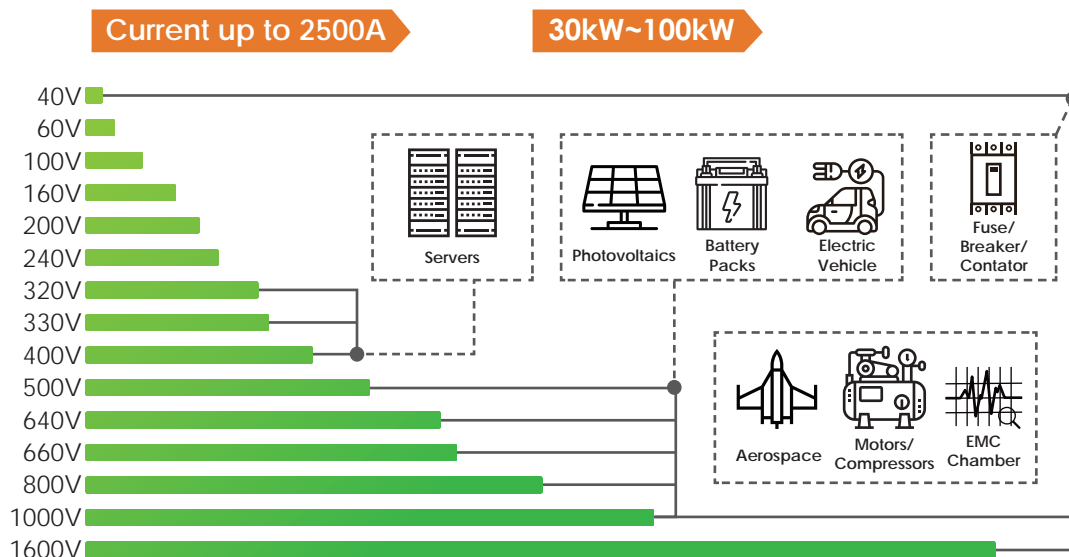 Current up to 2500A
30kW~100kW
40V
60V
100V
160V
200V
240V
320V
330V
400V
500V
640V
660V
800V
1000V
1600V
Servers
Photovoltaics
Battery
Packs
Electric
Vehicle
Fuse/
Breaker/
Contator
Aerospace
Motors/
Compressors
EMC
Chamber